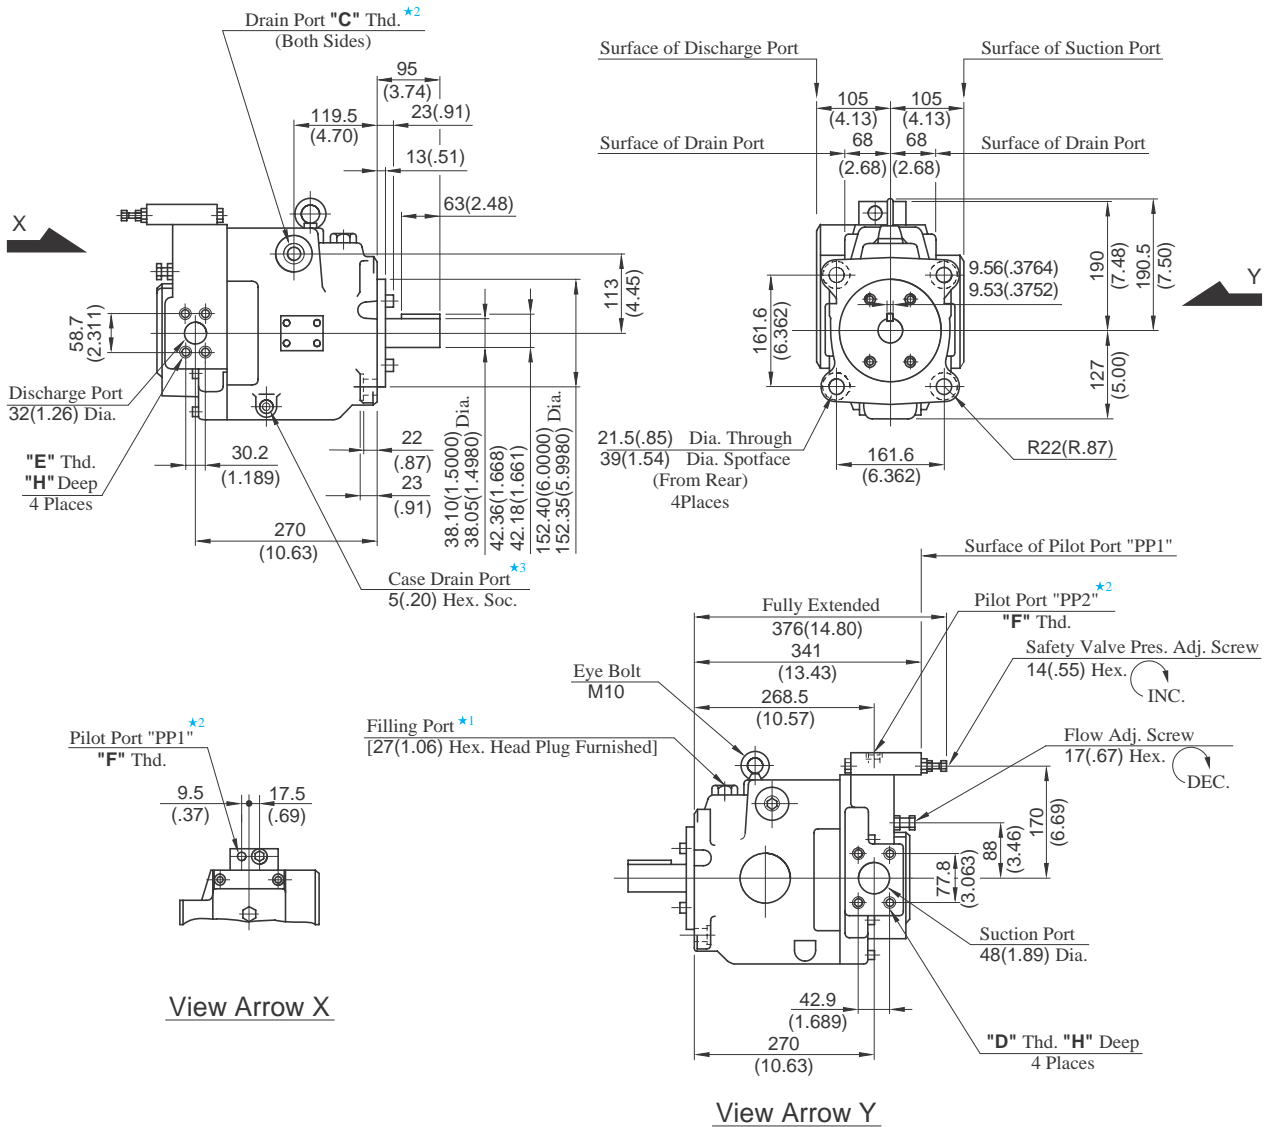 Drain Port "C" Thd. ★2
(Both Sides)
95
(3.74)
119.5
(4.70)
23(.91)
13(.51)
63(2.48)
X
58.7
(2.311)
113
(4.45)
Discharge Port
32(1.26) Dia.
"E" Thd.
"H" Deep
4 Places
30.2
(1.189)
22
(.87)
23
(.91)
270
(10.63)
38.10(1.5000) Dia.
38.05(1.4980)
42.36(1.668)
42.18(1.661)
152.40(6.0000) Dia.
152.35(5.9980)
Case Drain Port ★3
5(.20) Hex. Soc.
Surface of Discharge Port
Surface of Suction Port
105
(4.13)
105
(4.13)
Surface of Drain Port
68
(2.68)
68
(2.68)
Surface of Drain Port
9.56(.3764)
9.53(.3752)
190
(7.48)
190.5
(7.50)
Y
161.6
(6.362)
127
(5.00)
21.5(.85) Dia. Through
39(1.54) Dia. Spotface
(From Rear)
4Places
161.6
(6.362)
R22(R.87)
Surface of Pilot Port "PP1"
Fully Extended
376(14.80)
341
(13.43)
268.5
(10.57)
Pilot Port "PP2" ★2
"F" Thd.
Safety Valve Pres. Adj. Screw
14(.55) Hex.
INC.
Eye Bolt
M10
Filling Port ★1
[27(1.06) Hex. Head Plug Furnished]
Flow Adj. Screw
17(.67) Hex.
DEC.
170
(6.69)
88
(3.46)
77.8
(3.063)
Suction Port
48(1.89) Dia.
42.9
(1.689)
270
(10.63)
"D" Thd. "H" Deep
4 Places
View Arrow Y
Pilot Port "PP1" ★2
"F" Thd.
9.5
(.37)
17.5
(.69)
View Arrow X